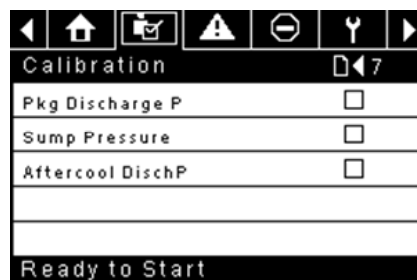 Calibration 7
Pkg Discharge P
Sump Pressure
Aftercool DischP
Ready to Start